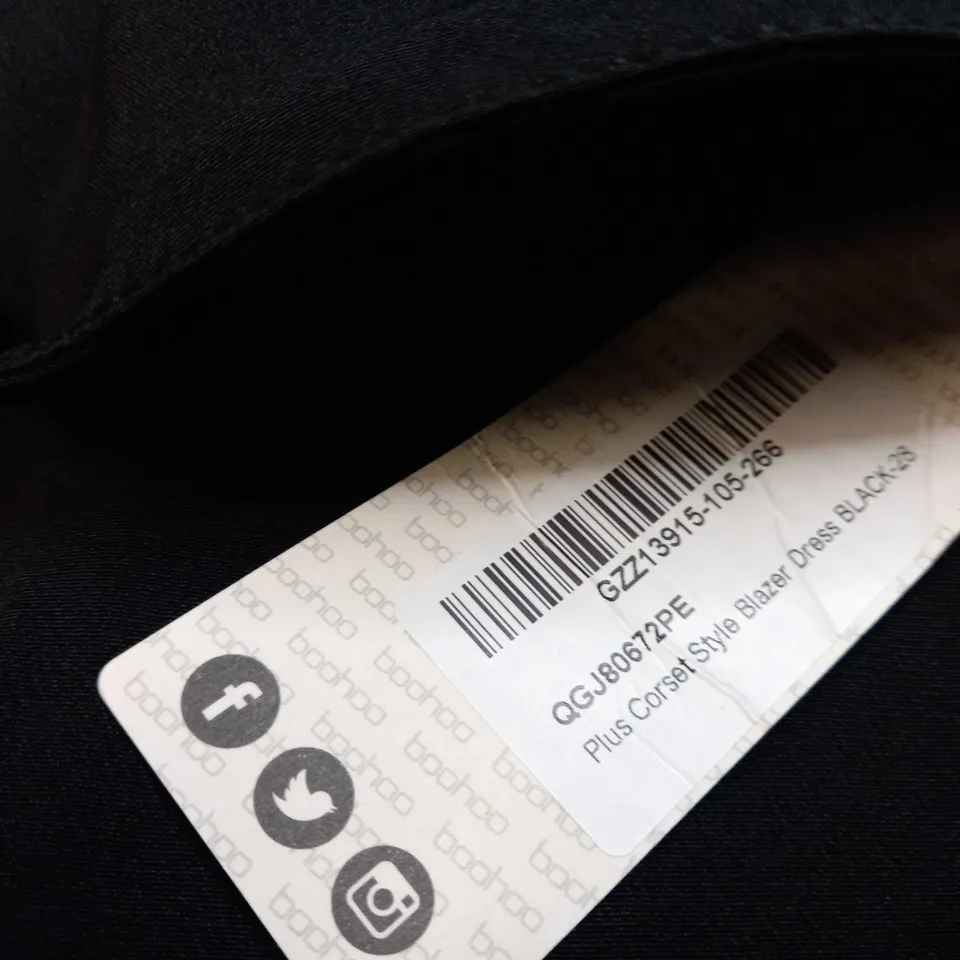 GZZ13915-105-266
QGJ80672PE
Plus Corset Style Blazer Dress BLACK-28
boohoo